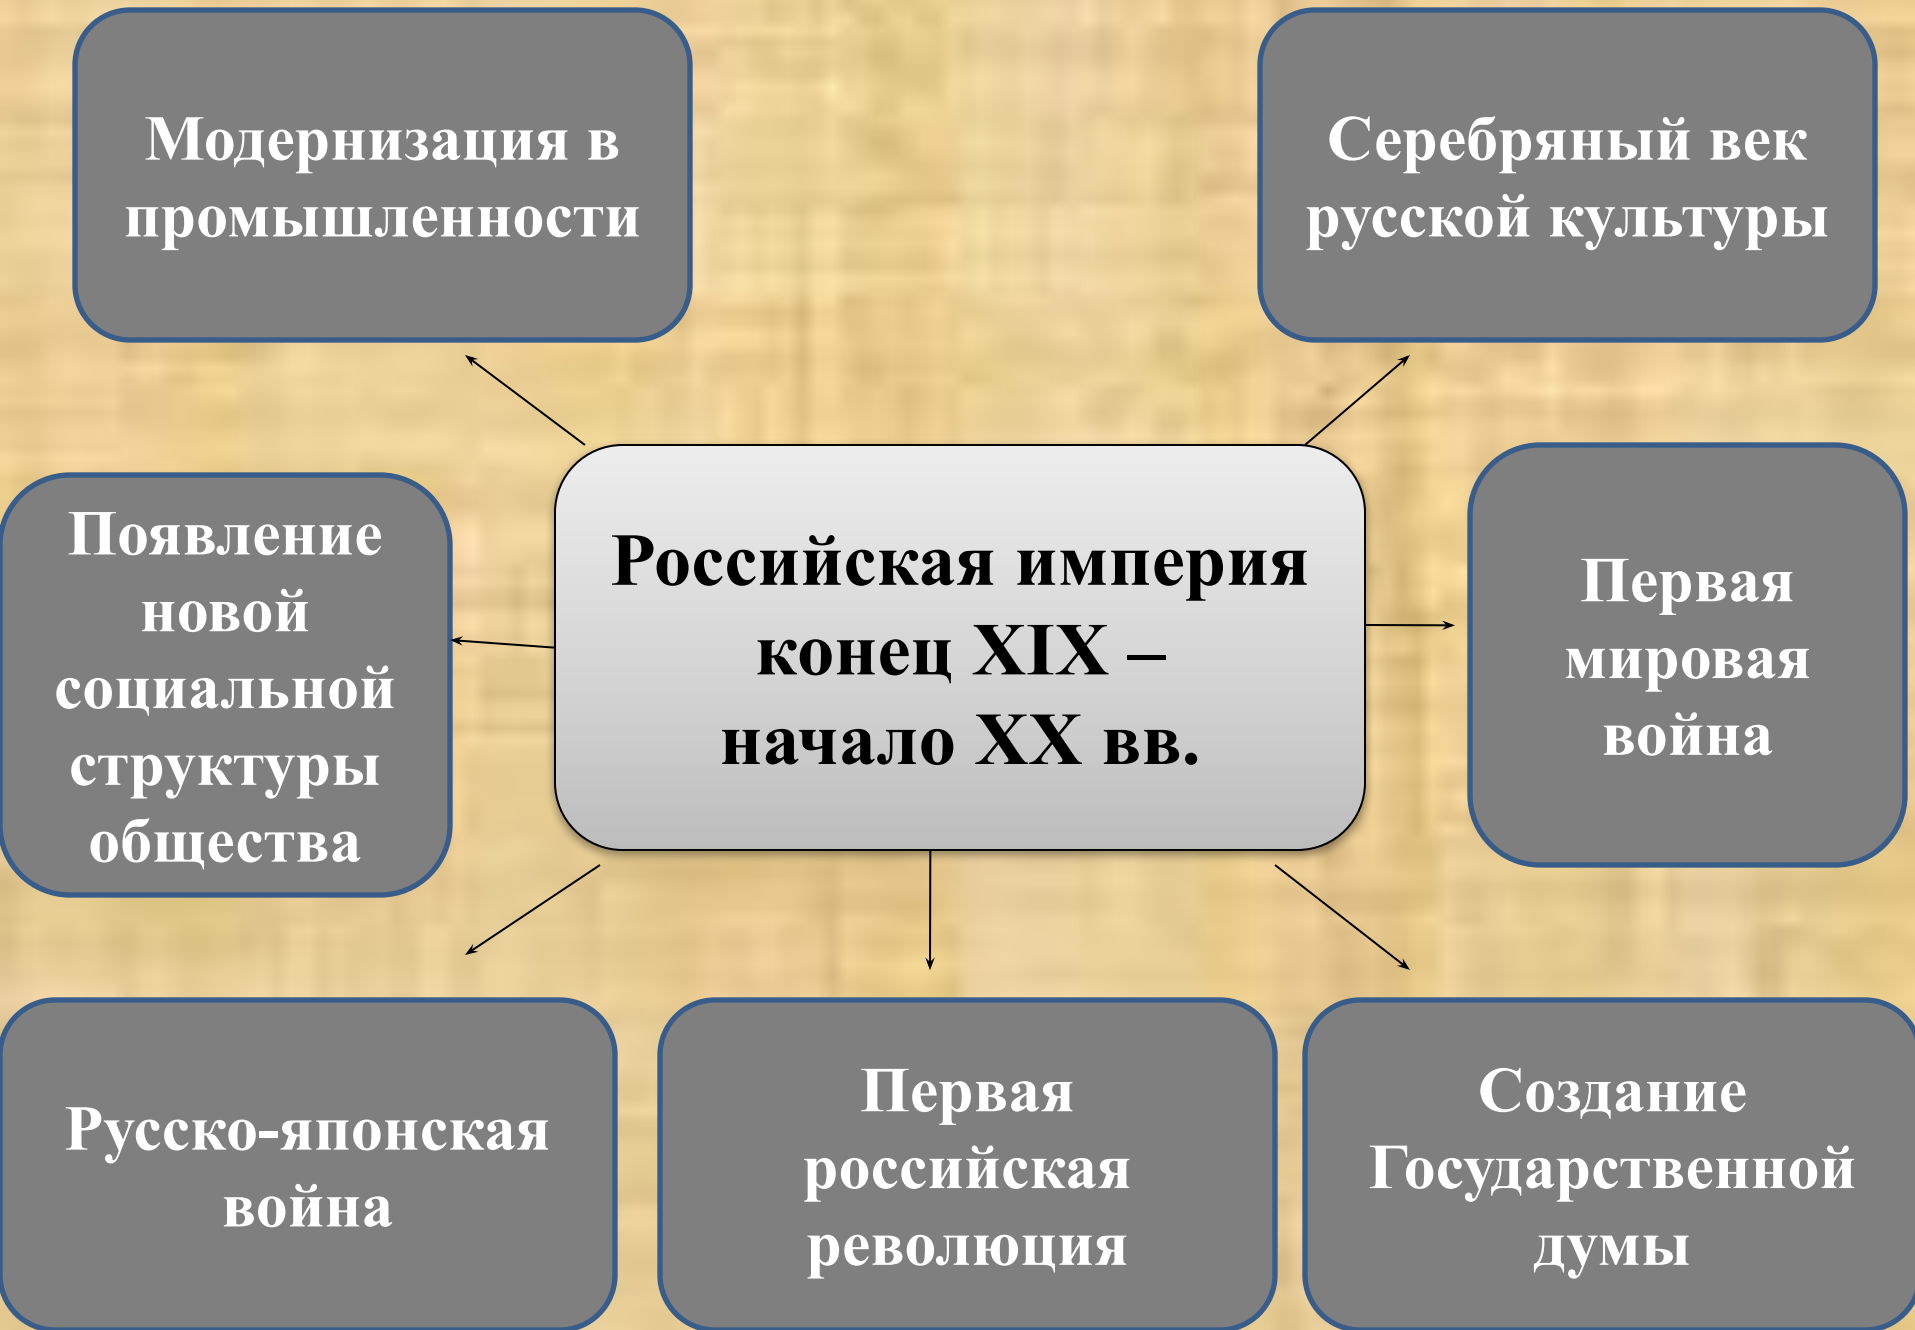 Модернизация в
промышленности
Серебряный век
русской культуры
Появление
новой
социальной
структуры
общества
Российская империя
конец XIX –
начало XX вв.
Первая
мировая
война
Русско-японская
война
Первая
российская
революция
Создание
Государственной
думы